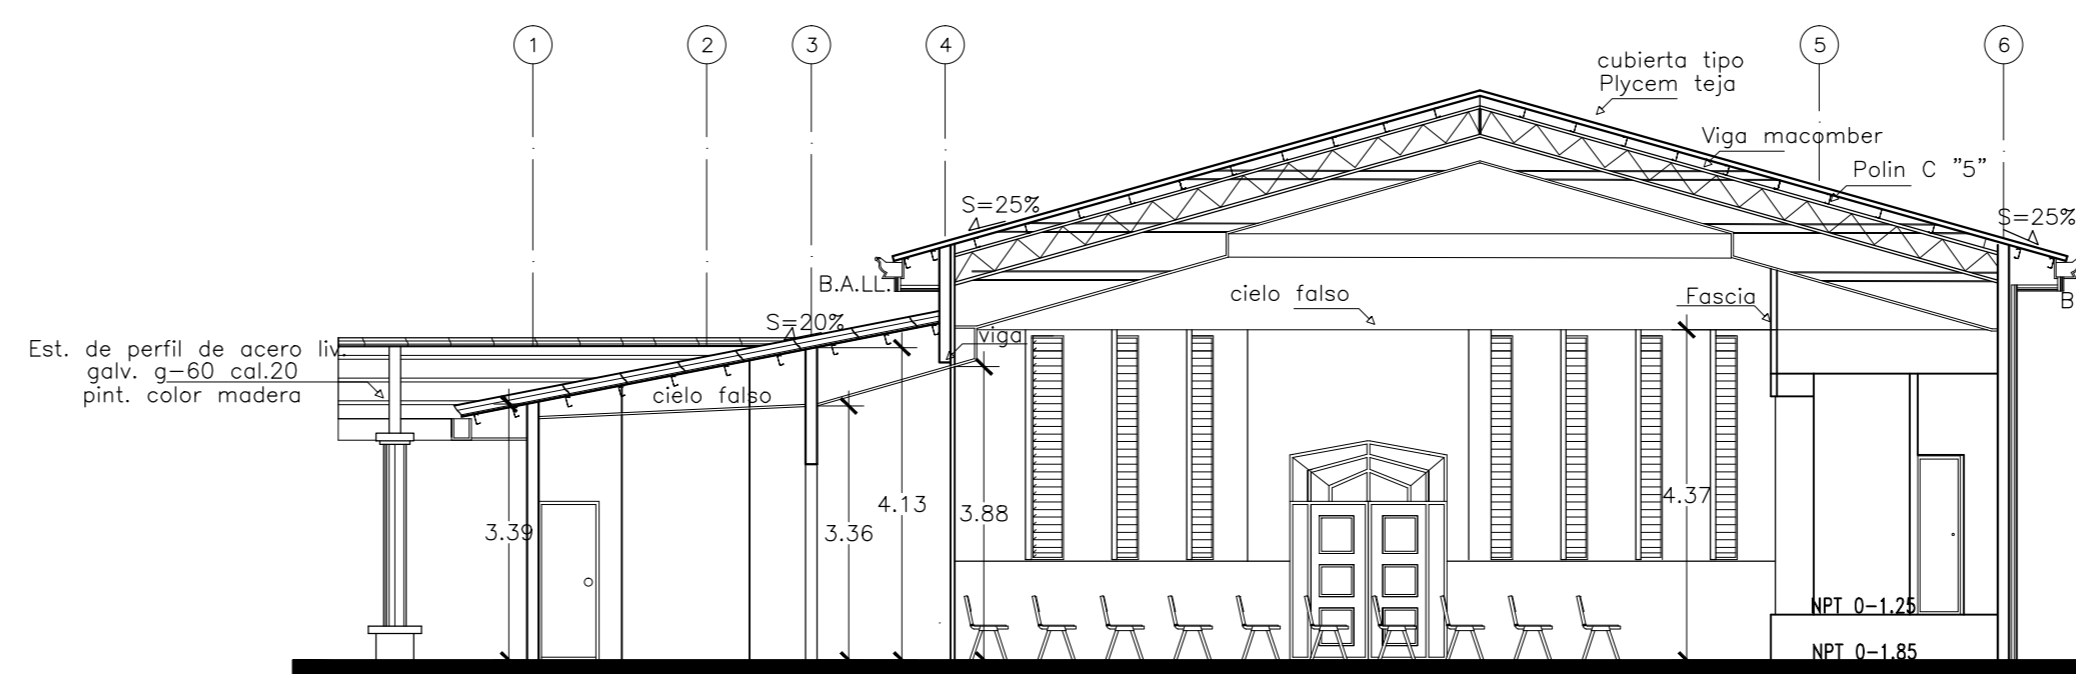 1 2 3 4 5 6
cubierta tipo
Plycem teja
Viga macomber
Polin C "5"
S=25%
S=25%
B.A.LL.
B
cielo falso
Fascia
S=20%
viga
Est. de perfil de acero liv.
galv. g-60 cal.20
pint. color madera
cielo falso
3.39
3.36
4.13
3.88
4.37
NPT 0-1.25
NPT 0-1.85